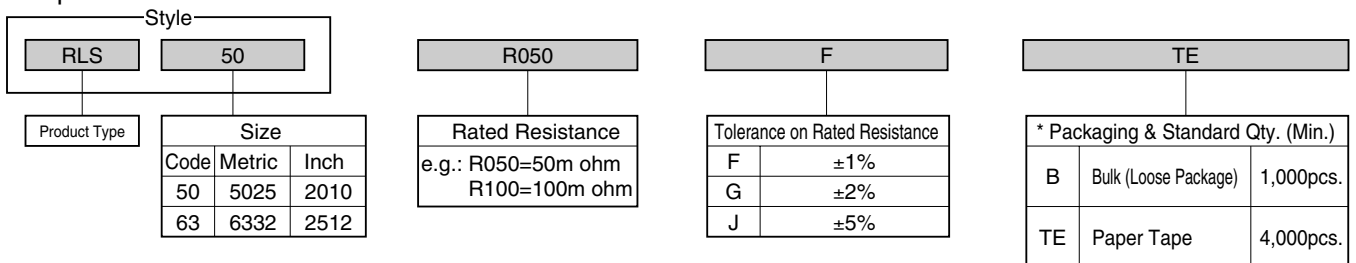 Style
RLS 50 R050 F TE
Product Type
Size
Code Metric Inch
50 5025 2010
63 6332 2512
Rated Resistance
e.g.: R050=50m ohm
R100=100m ohm
Tolerance on Rated Resistance
F ±1%
G ±2%
J ±5%
* Packaging & Standard Qty. (Min.)
B Bulk (Loose Package) 1,000pcs.
TE Paper Tape 4,000pcs.